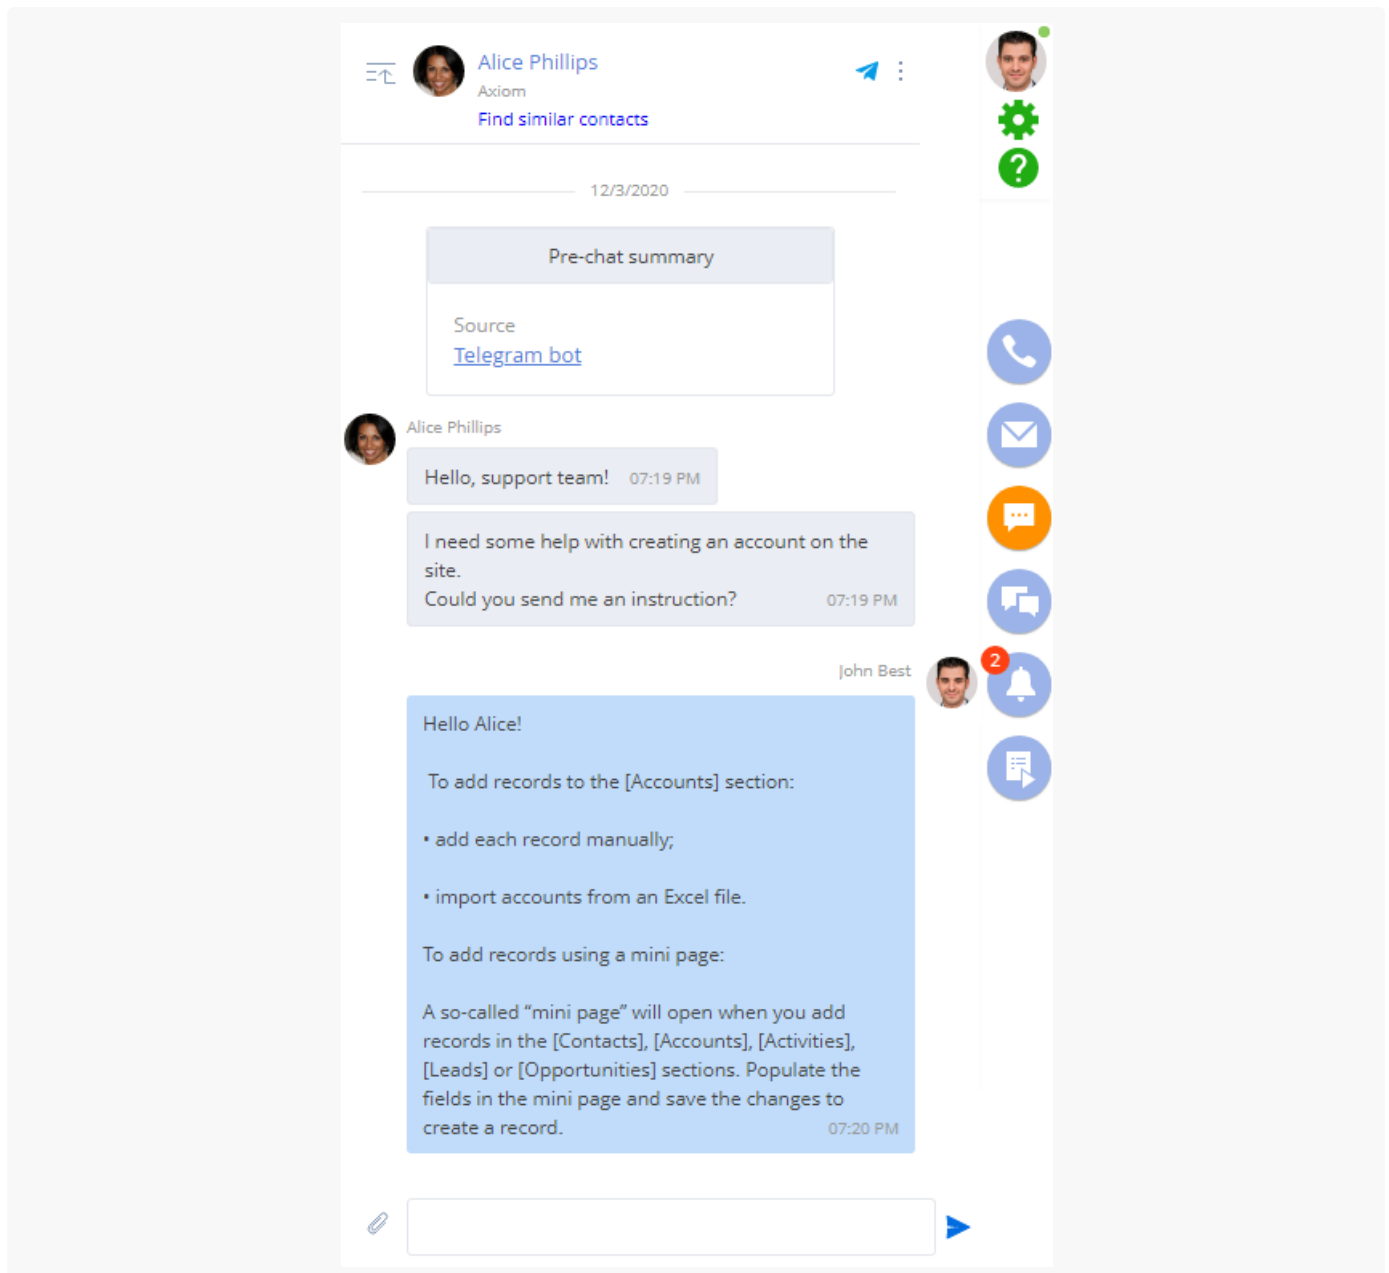 Alice Phillips
Axiom
Find similar contacts
12/3/2020
Pre-chat summary
Source
Telegram bot
Alice Phillips
Hello, support team! 07:19 PM
I need some help with creating an account on the
site.
Could you send me an instruction? 07:19 PM
John Best
2
Hello Alice!
To add records to the [Accounts] section:
• add each record manually;
• import accounts from an Excel file.
To add records using a mini page:
A so-called “mini page” will open when you add
records in the [Contacts], [Accounts], [Activities],
[Leads] or [Opportunities] sections. Populate the
fields in the mini page and save the changes to
create a record. 07:20 PM